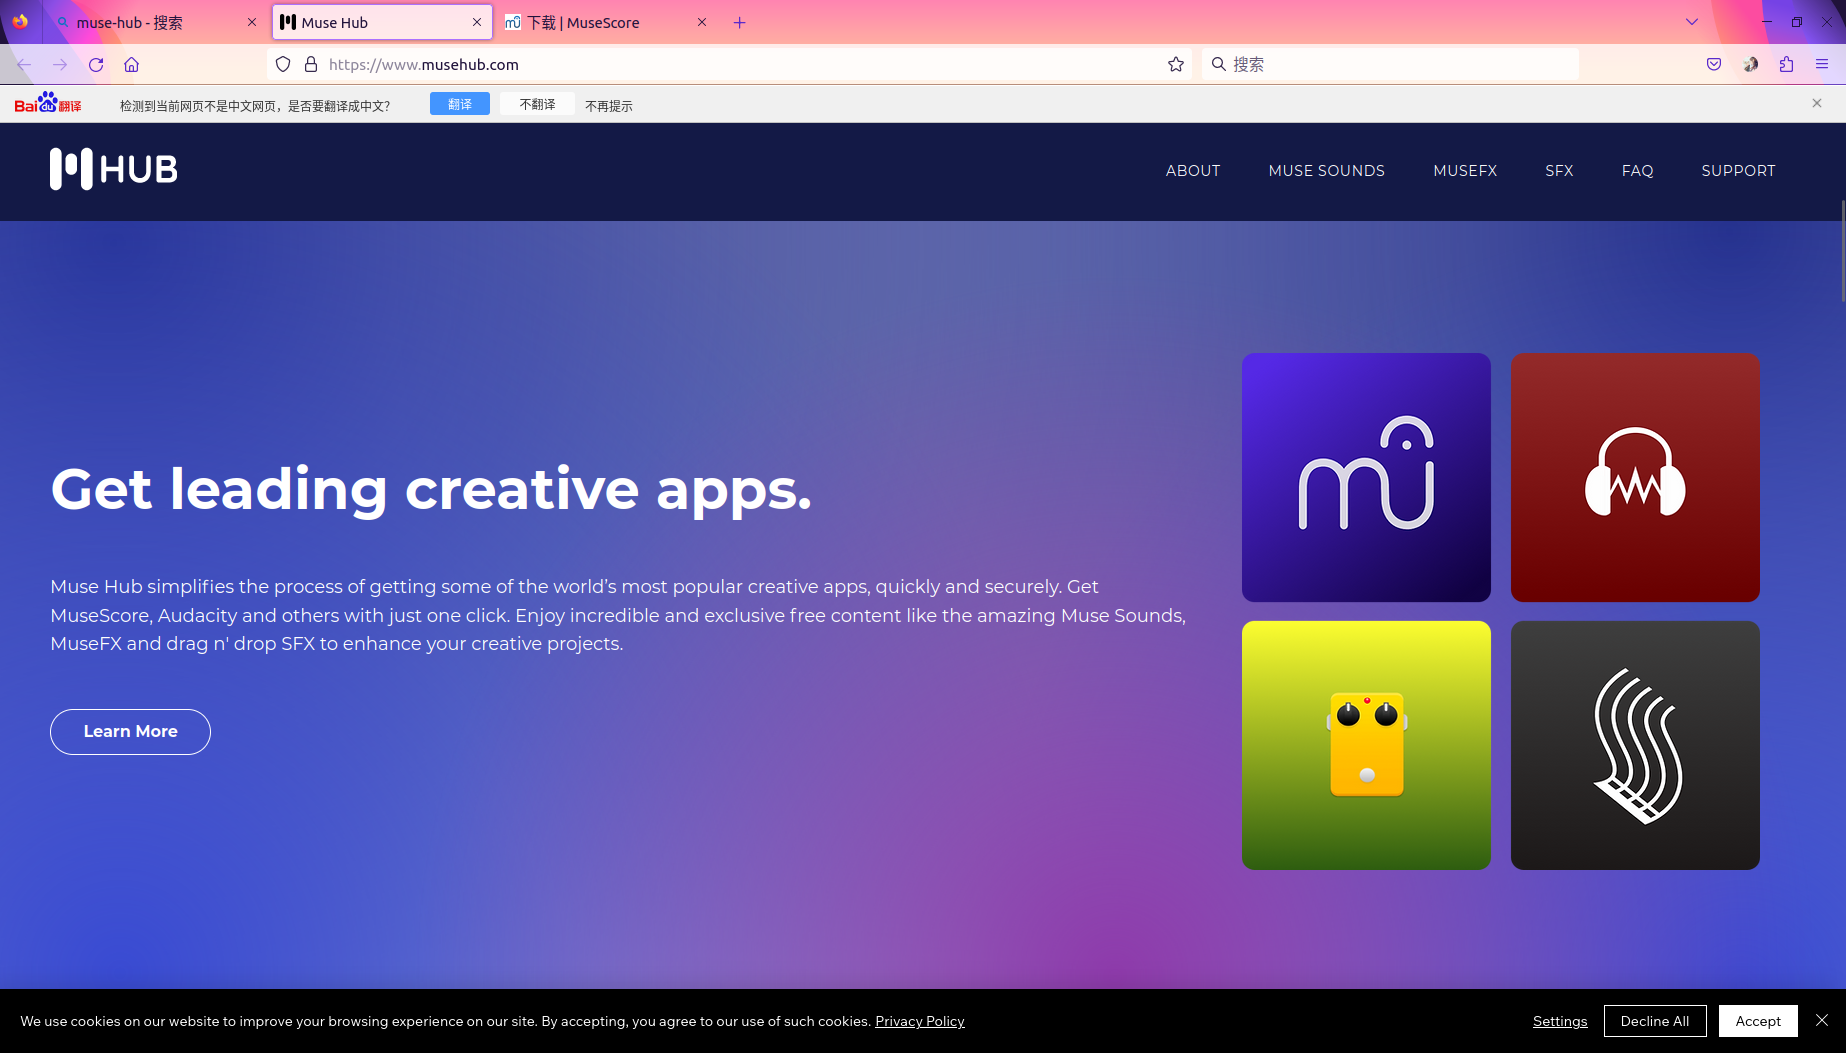 muse-hub - 搜索
Muse Hub
下载 | MuseScore
https://www.musehub.com
搜索
Bai du 翻译
检测到当前网页不是中文网页，是否要翻译成中文？
翻译
不翻译
不再提示
HUB
ABOUT
MUSE SOUNDS
MUSEFX
SFX
FAQ
SUPPORT
Get leading creative apps.
Muse Hub simplifies the process of getting some of the world’s most popular creative apps, quickly and securely. Get
MuseScore, Audacity and others with just one click. Enjoy incredible and exclusive free content like the amazing Muse Sounds,
MuseFX and drag n' drop SFX to enhance your creative projects.
Learn More
We use cookies on our website to improve your browsing experience on our site. By accepting, you agree to our use of such cookies. Privacy Policy
Settings
Decline All
Accept